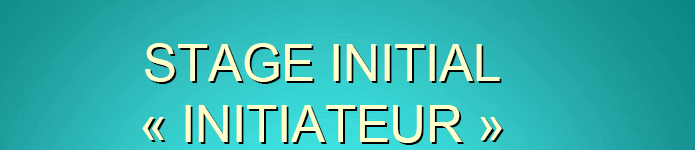 STAGE INITIAL
« INITIATEUR »